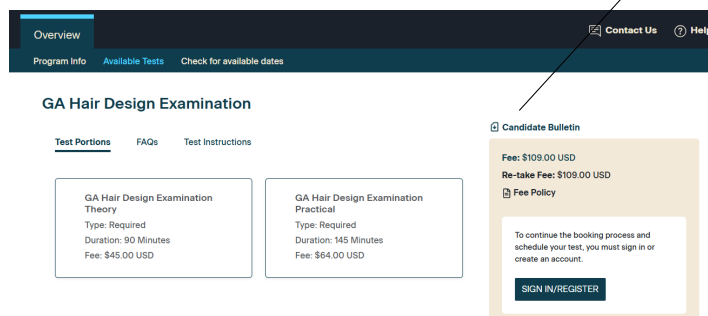 Overview
Contact Us
Help
Program Info Available Tests Check for available dates
GA Hair Design Examination
Test Portions FAQs Test Instructions
GA Hair Design Examination
Theory
Type: Required
Duration: 90 Minutes
Fee: $45.00 USD
GA Hair Design Examination
Practical
Type: Required
Duration: 145 Minutes
Fee: $64.00 USD
Candidate Bulletin
Fee: $109.00 USD
Re-take Fee: $109.00 USD
Fee Policy
To continue the booking process and
schedule your test, you must sign in or
create an account.
SIGN IN/REGISTER